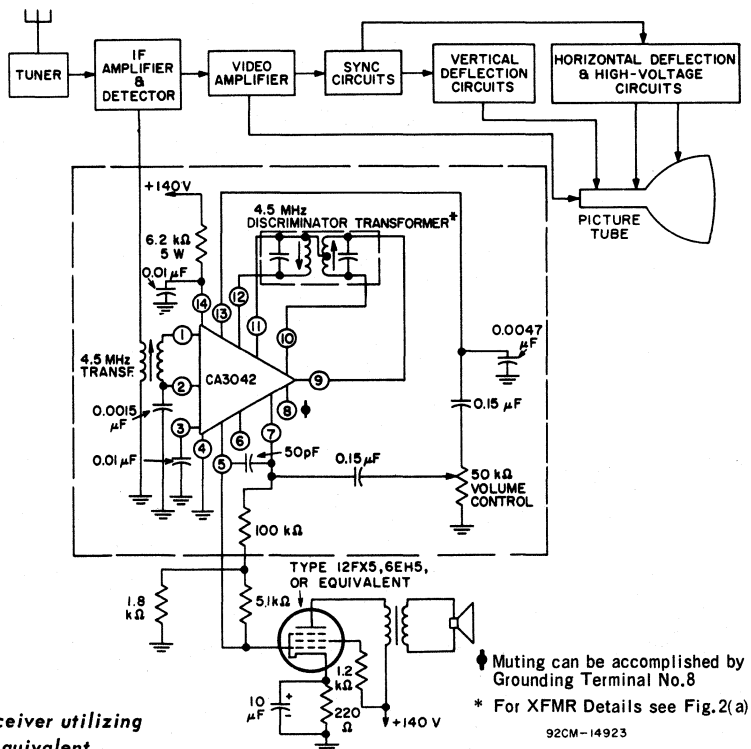 TUNER
IF
AMPLIFIER
&
DETECTOR
VIDEO
AMPLIFIER
SYNC
CIRCUITS
VERTICAL
DEFLECTION
CIRCUITS
HORIZONTAL DEFLECTION
& HIGH-VOLTAGE
CIRCUITS
PICTURE
TUBE
+140V
6.2 kΩ
5 W
0.01 μF
4.5 MHz
DISCRIMINATOR TRANSFORMER*
14
13
12
11
10
4.5 MHz
TRANSF.
1
2
3
4
5
6
7
8
9
CA3042
0.0015
μF
0.01 μF
50pF
0.15 μF
0.0047
μF
0.15 μF
50 kΩ
VOLUME
CONTROL
100 kΩ
1.8
kΩ
5.1kΩ
TYPE 12FX5, 6EH5,
OR EQUIVALENT
1.2
kΩ
10
μF
+
-
220
Ω
+140 V
Muting can be accomplished by
Grounding Terminal No.8
* For XFMR Details see Fig.2(a)
92CM-14923
ceiver utilizing
quivalent